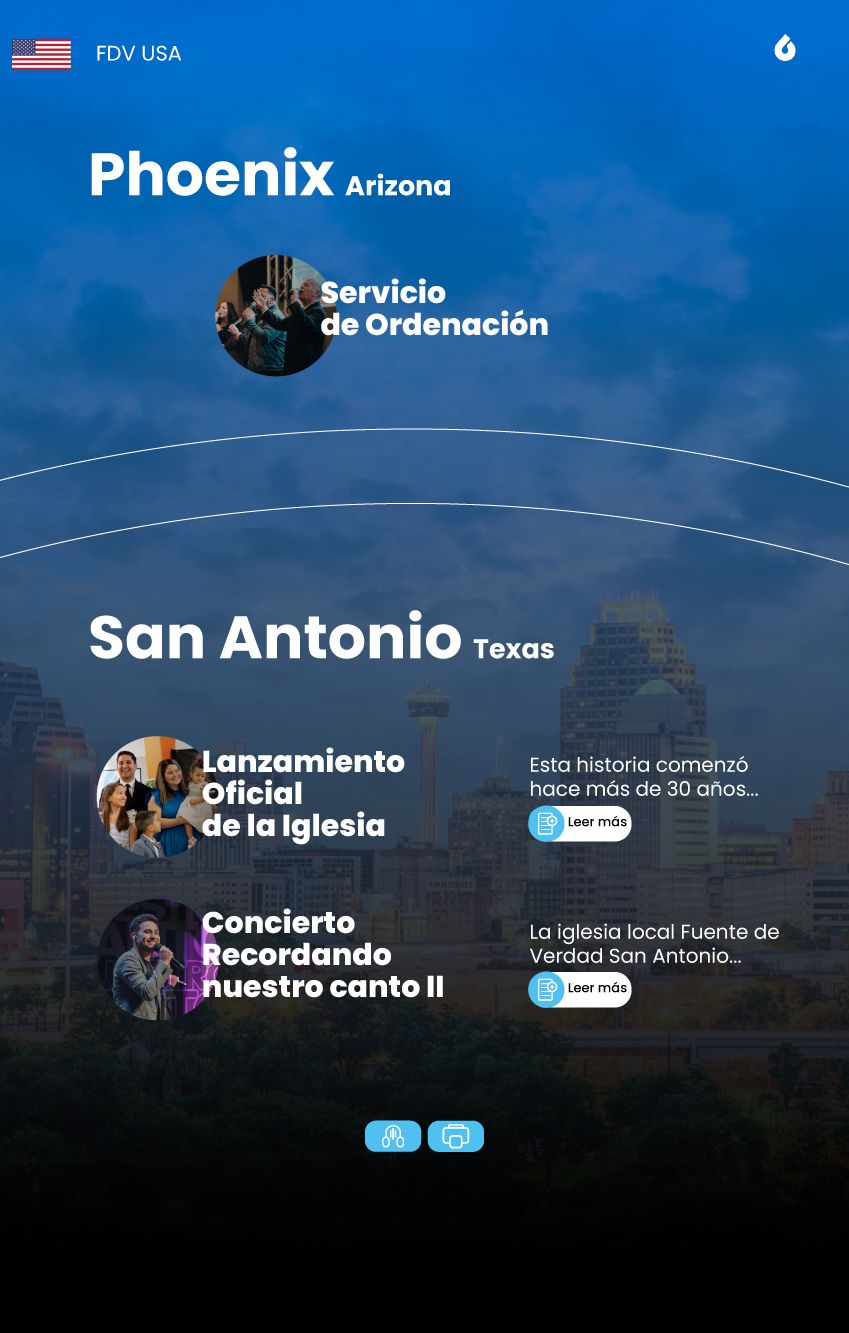 FDV USA
Phoenix Arizona
Servicio
de Ordenación
San Antonio Texas
Lanzamiento
Oficial
de la Iglesia
Esta historia comenzó
hace más de 30 años...
Leer más
Concierto
Recordando
nuestro canto II
La iglesia local Fuente de
Verdad San Antonio...
Leer más